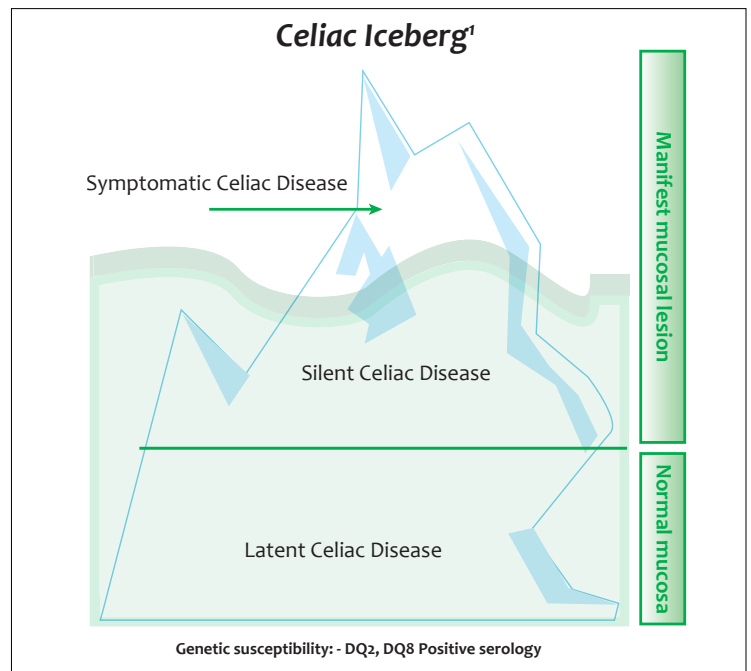 Celiac Iceberg¹
Symptomatic Celiac Disease
Manifest mucosal lesion
Silent Celiac Disease
Latent Celiac Disease
Normal mucosa
Genetic susceptibility: - DQ2, DQ8 Positive serology